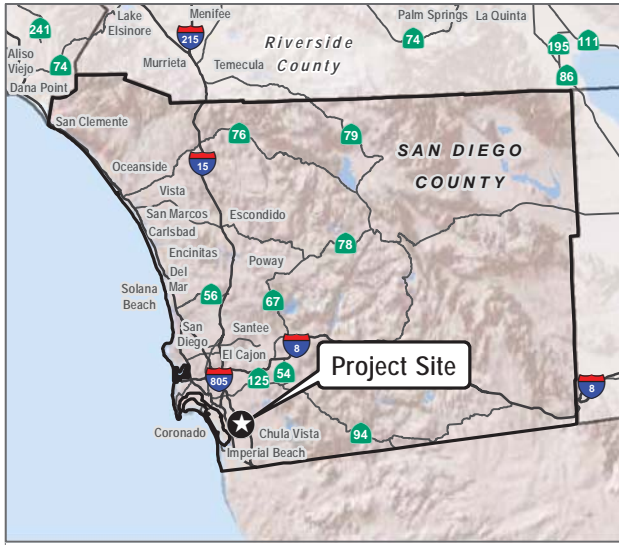 241
Lake
Elsinore
Menifee
215
Palm Springs
La Quinta
74
195
111
86
Aliso
Viejo
74
Dana Point
Riverside
County
Murrieta
Temecula
San Clemente
76
79
SAN DIEGO
COUNTY
Oceanside
15
Vista
San Marcos
Carlsbad
Escondido
78
Encinitas
Poway
Del
Mar
Solana
Beach
56
67
San
Diego
Santee
8
El Cajon
Project Site
805
125
54
8
Coronado
Chula Vista
94
Imperial Beach